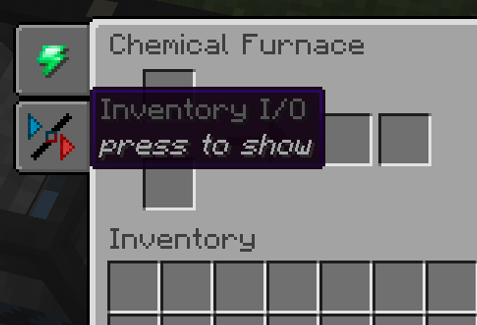 Chemical Furnace
Inventory I/O
press to show
Inventory